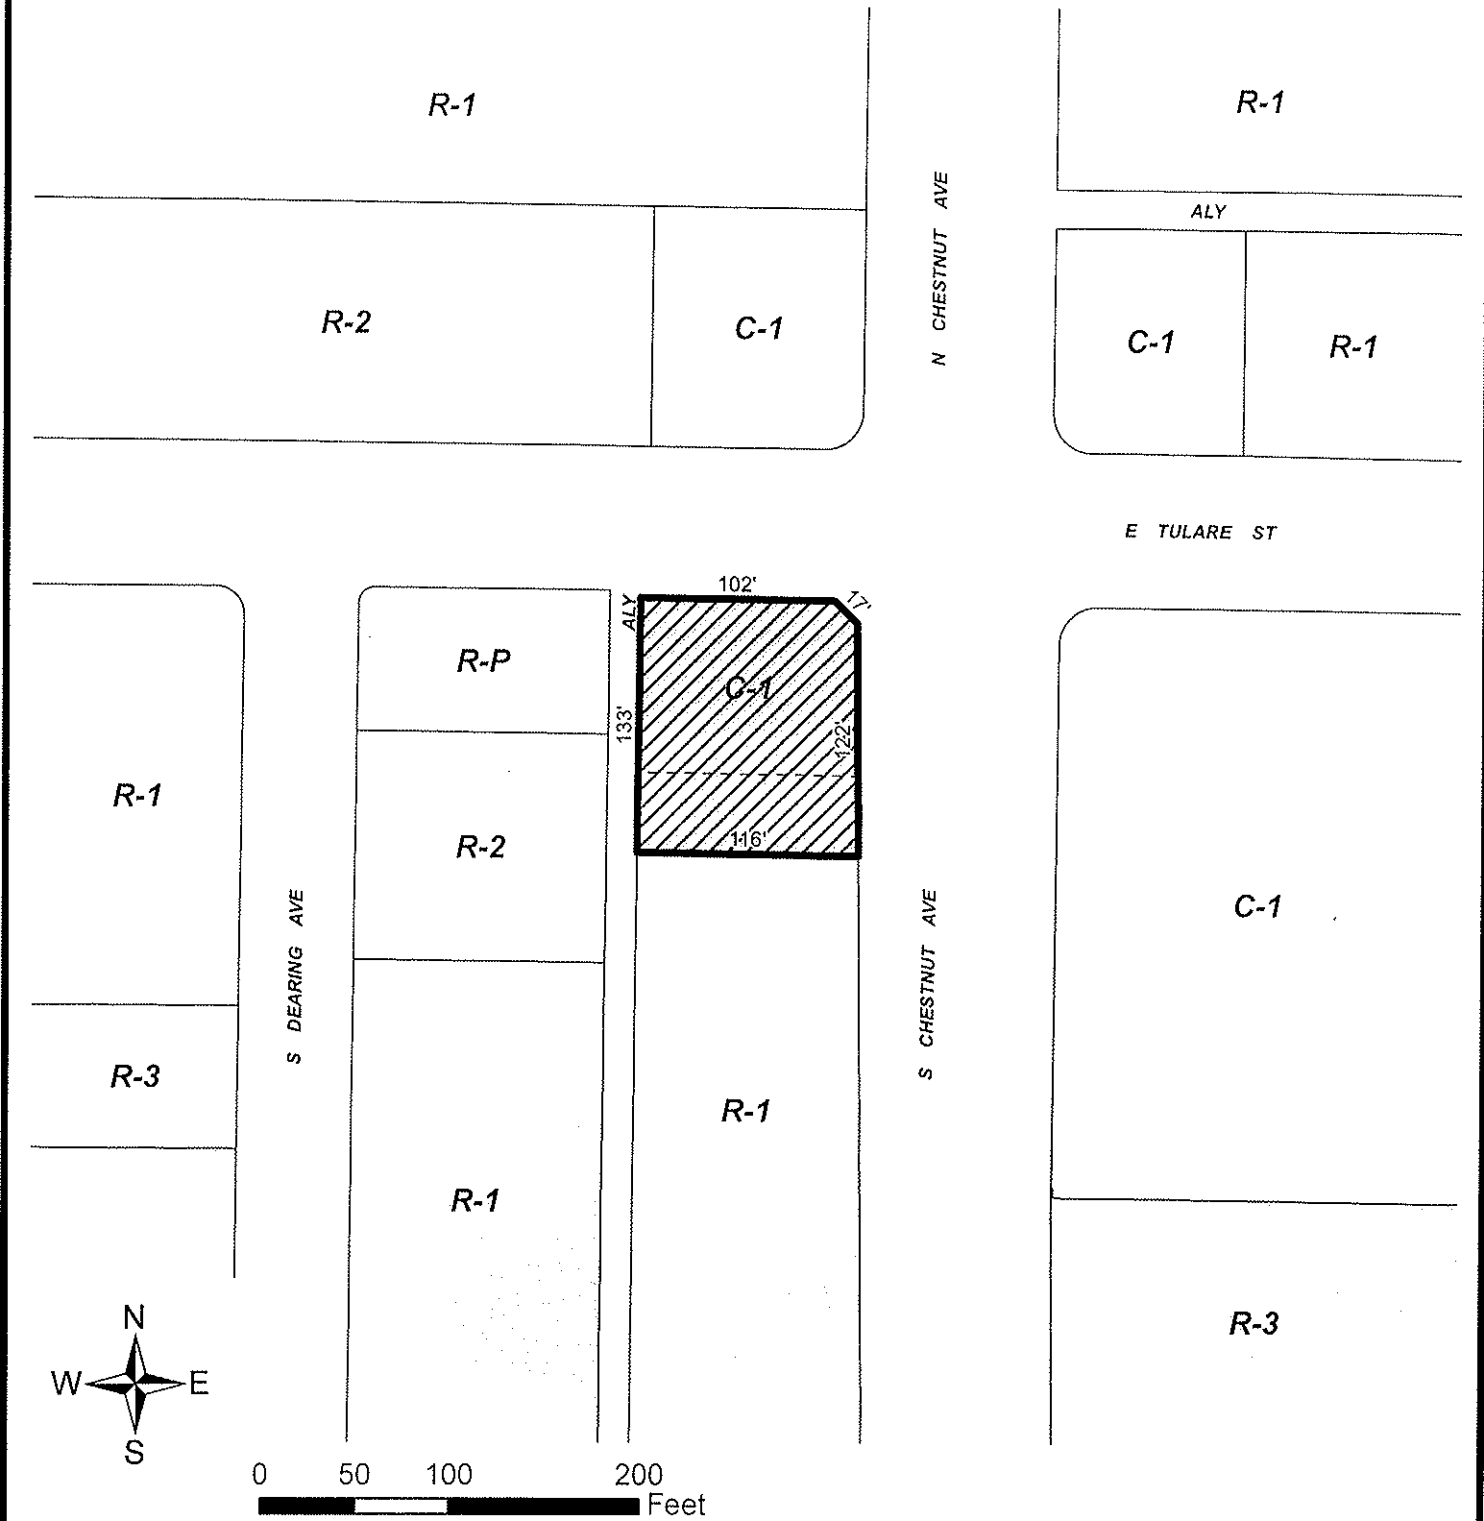 R-1
R-1
ALY
N CHESTNUT AVE
R-2
C-1
C-1
R-1
E TULARE ST
102'
17'
ALY
R-P
C-1
133'
122'
R-1
R-2
116'
S DEARING AVE
S CHESTNUT AVE
C-1
R-3
R-1
R-1
R-3
N
W E
S
0 50 100 200
Feet